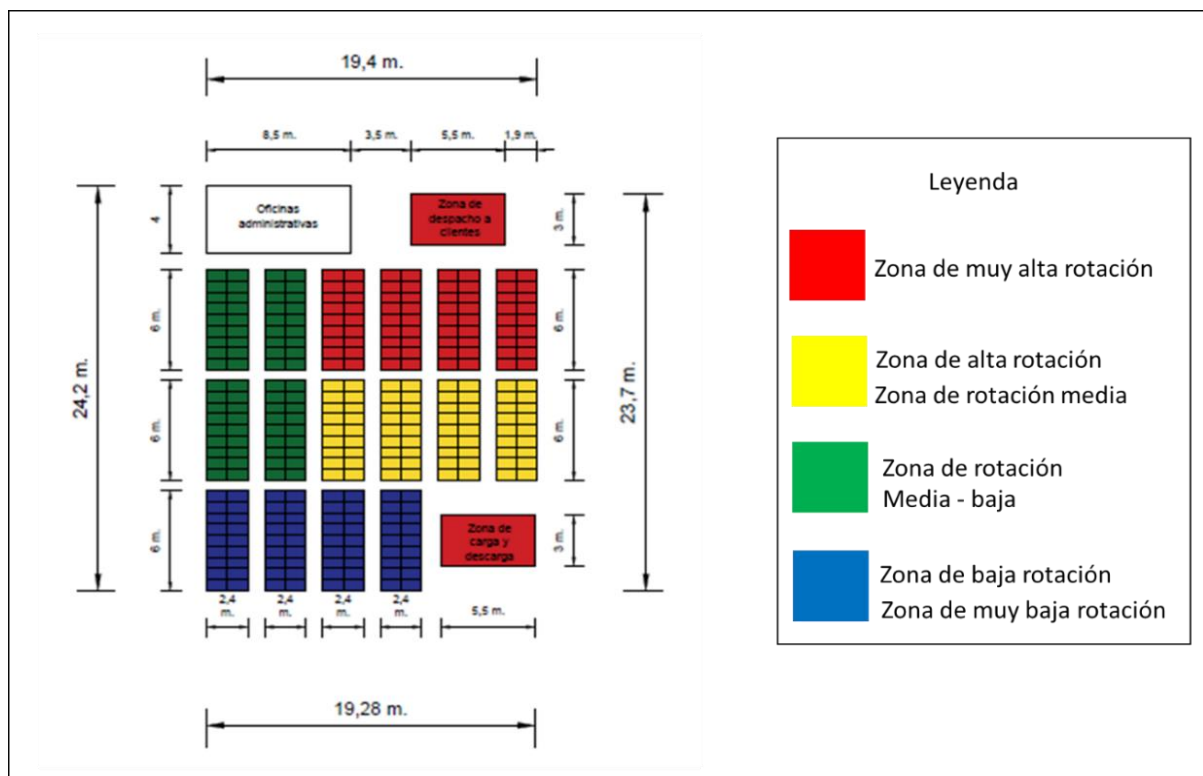 19,4 m.
8,5 m.
3,5 m.
5,5 m.
1,9 m.
Oficinas
administrativas
Zona de
despacho a
clientes
4
3 m.
6 m.
6 m.
24,2 m.
6 m.
6 m.
23,7 m.
6 m.
Zona de
carga y
descarga
3 m.
2,4
m.
2,4
m.
2,4
m.
2,4
m.
5,5 m.
19,28 m.
Leyenda
Zona de muy alta rotación
Zona de alta rotación
Zona de rotación media
Zona de rotación
Media - baja
Zona de baja rotación
Zona de muy baja rotación